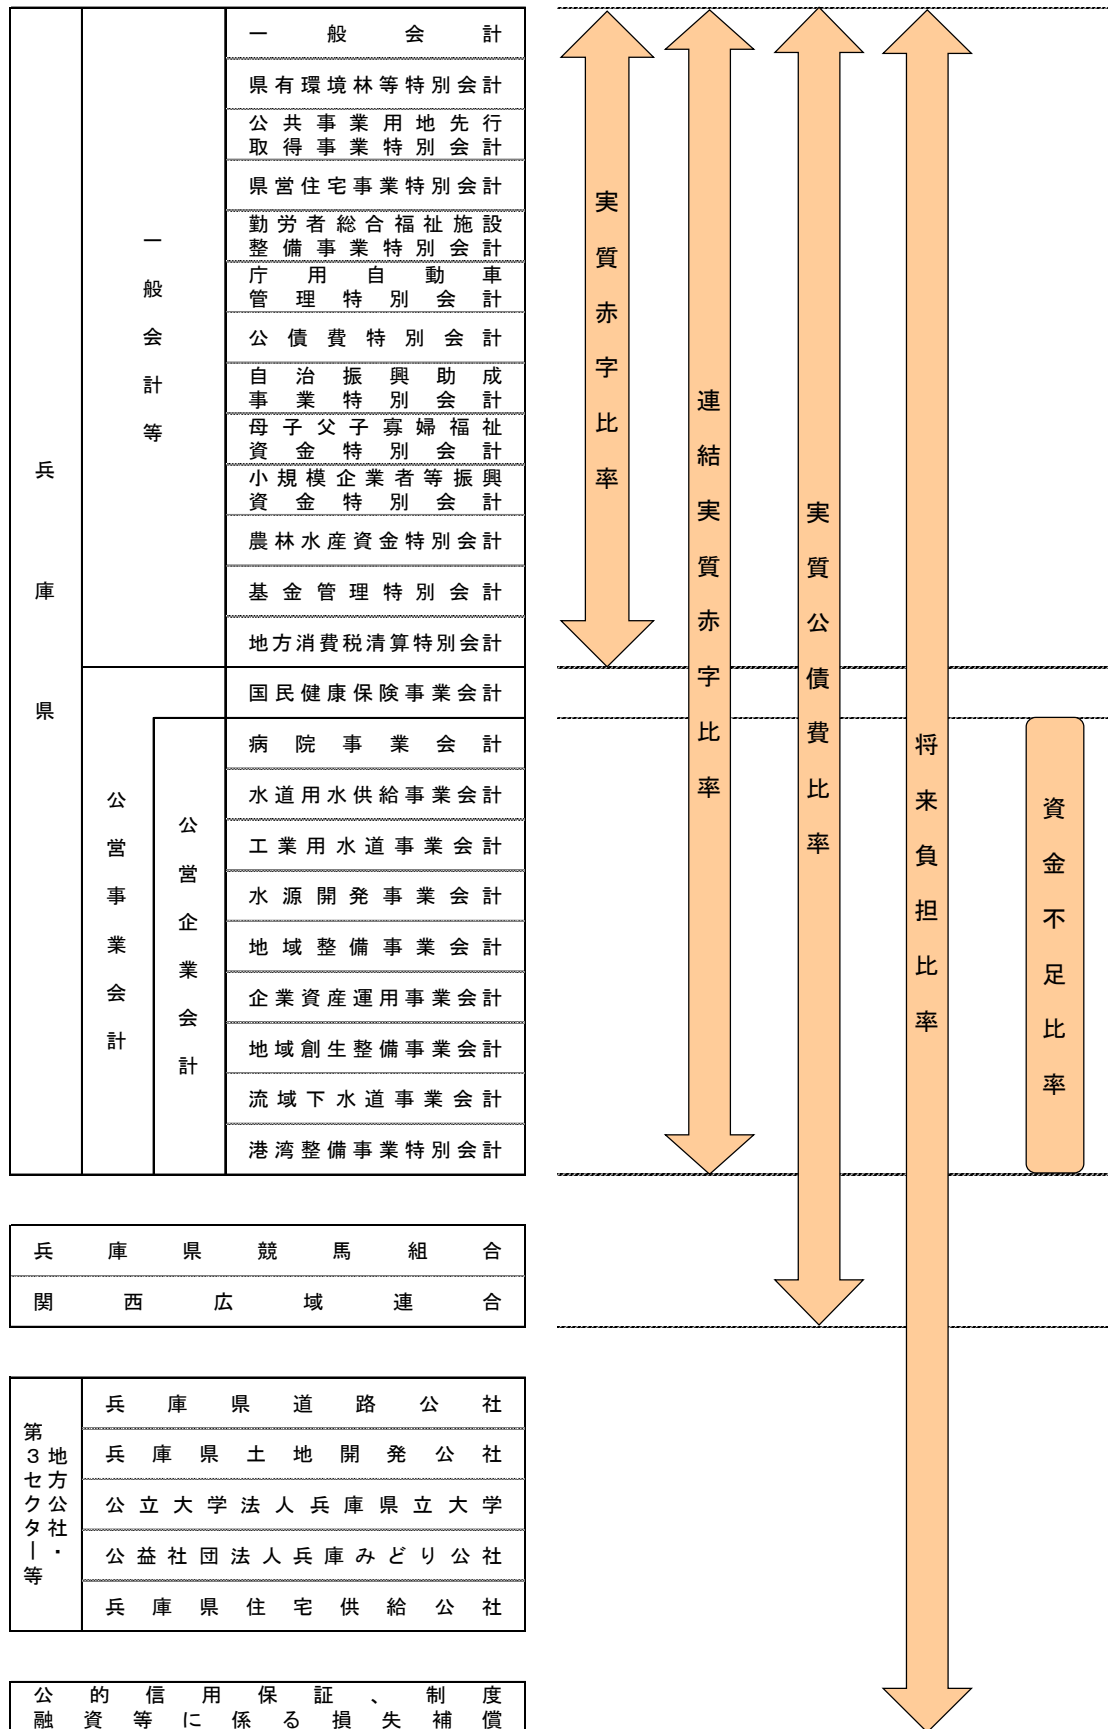 兵庫県
一般会計等
一般会計
県有環境林等特別会計
公共事業用地先行
取得事業特別会計
県営住宅事業特別会計
勤労者総合福祉施設
整備事業特別会計
庁用自動車
管理特別会計
公債費特別会計
自治振興助成
事業特別会計
母子父子寡婦福祉
資金特別会計
小規模企業者等振興
資金特別会計
農林水産資金特別会計
基金管理特別会計
地方消費税清算特別会計
公営事業会計
国民健康保険事業会計
公営企業会計
病院事業会計
水道用水供給事業会計
工業用水道事業会計
水源開発事業会計
地域整備事業会計
企業資産運用事業会計
地域創生整備事業会計
流域下水道事業会計
港湾整備事業特別会計
実質赤字比率
連結実質赤字比率
実質公債費比率
将来負担比率
資金不足比率
兵庫県競馬組合
関西広域連合
地方公社・
第3セクター等
兵庫県道路公社
兵庫県土地開発公社
公立大学法人兵庫県立大学
公益社団法人兵庫みどり公社
兵庫県住宅供給公社
公的信用保証、制度
融資等に係る損失補償